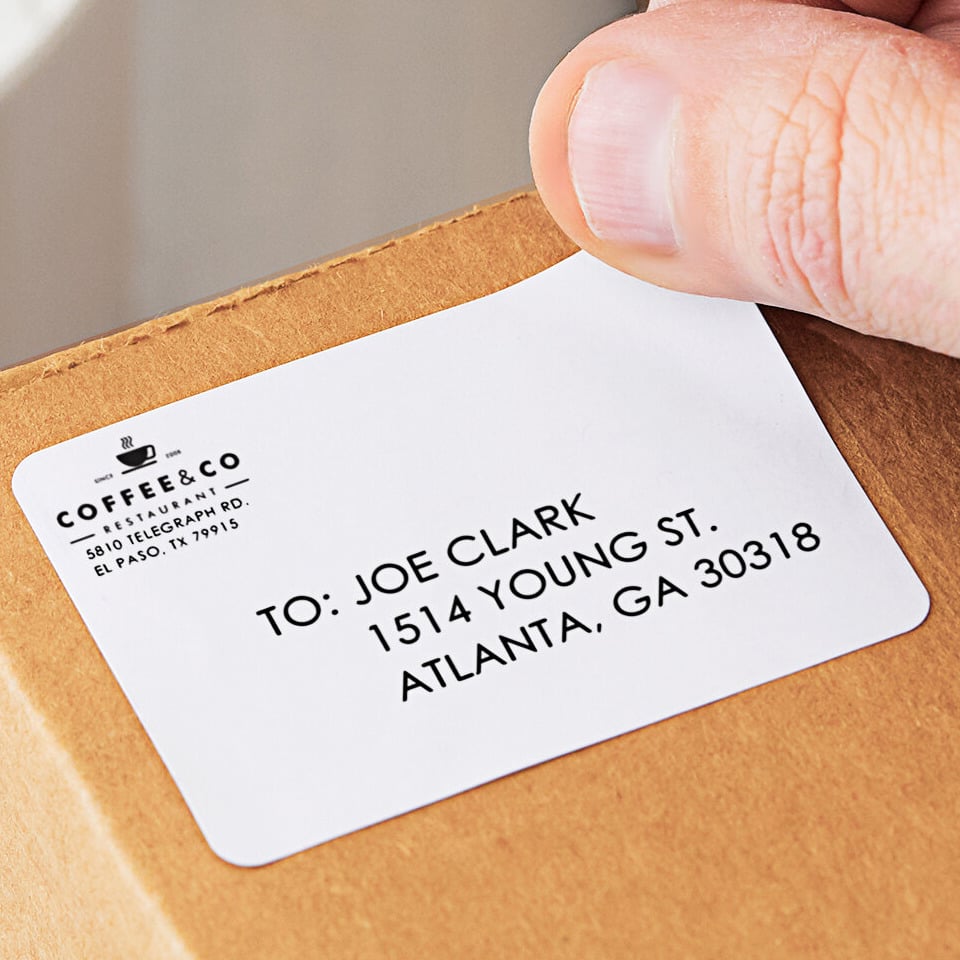 SINCE 2008
COFFEE&CO
RESTAURANT
5810 TELEGRAPH RD.
EL PASO, TX 79915
TO: JOE CLARK
1514 YOUNG ST.
ATLANTA, GA 30318